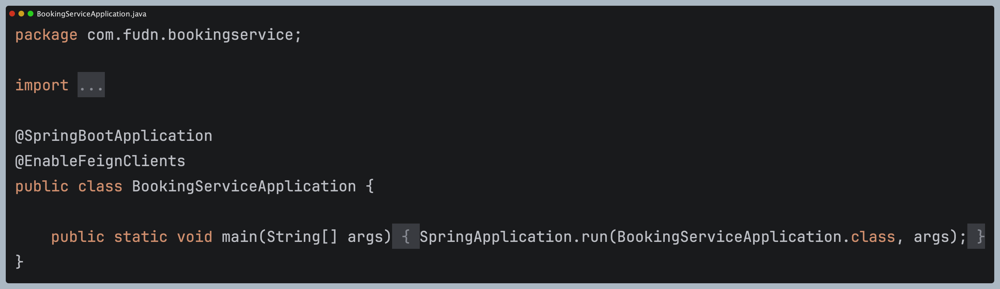 BookingServiceApplication.java
package com.fudn.bookingservice;
import ...
@SpringBootApplication
@EnableFeignClients
public class BookingServiceApplication {
public static void main(String[] args) { SpringApplication.run(BookingServiceApplication.class, args); }
}